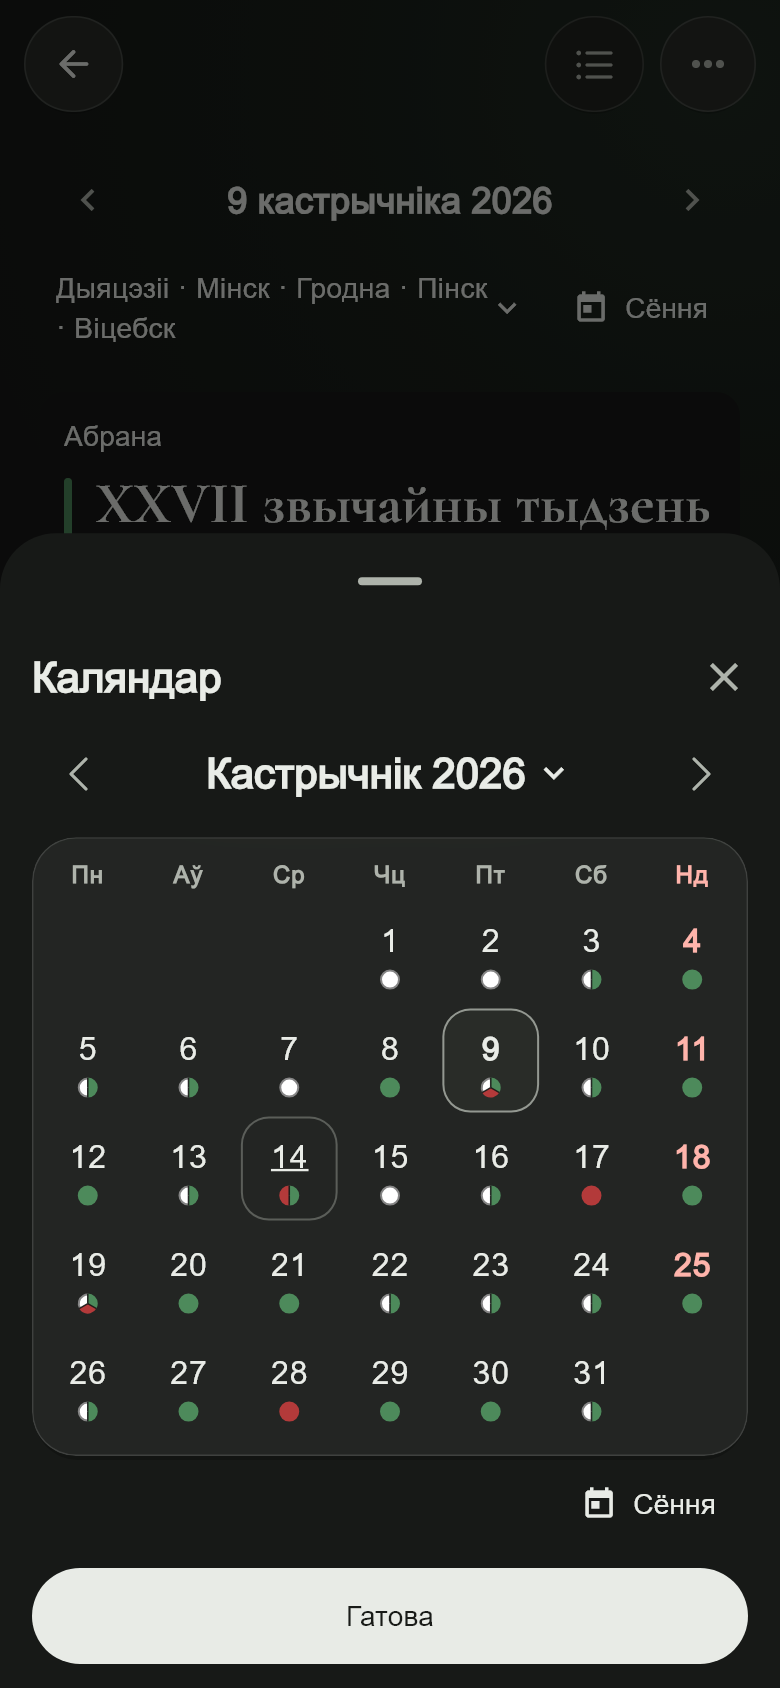 9 кастрычніка 2026
Дыяцэзіі · Мінск · Гродна · Пінск
· Віцебск
Сёння
Абрана
XXVII звычайны тыдзень
Каляндар
Кастрычнік 2026
Пн Аў Ср Чц Пт Сб Нд
1 2 3 4
5 6 7 8 9 10 11
12 13 14 15 16 17 18
19 20 21 22 23 24 25
26 27 28 29 30 31
Сёння
Гатова